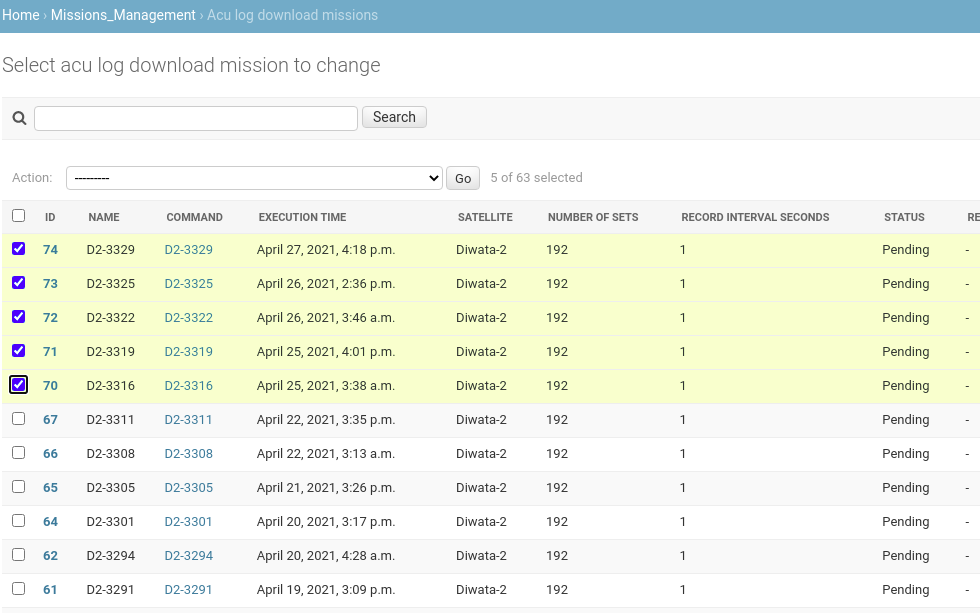 Home › Missions_Management › Acu log download missions
Select acu log download mission to change
Search
Action: --------- Go 5 of 63 selected
ID NAME COMMAND EXECUTION TIME SATELLITE NUMBER OF SETS RECORD INTERVAL SECONDS STATUS RE
74 D2-3329 D2-3329 April 27, 2021, 4:18 p.m. Diwata-2 192 1 Pending -
73 D2-3325 D2-3325 April 26, 2021, 2:36 p.m. Diwata-2 192 1 Pending -
72 D2-3322 D2-3322 April 26, 2021, 3:46 a.m. Diwata-2 192 1 Pending -
71 D2-3319 D2-3319 April 25, 2021, 4:01 p.m. Diwata-2 192 1 Pending -
70 D2-3316 D2-3316 April 25, 2021, 3:38 a.m. Diwata-2 192 1 Pending -
67 D2-3311 D2-3311 April 22, 2021, 3:35 p.m. Diwata-2 192 1 Pending -
66 D2-3308 D2-3308 April 22, 2021, 3:13 a.m. Diwata-2 192 1 Pending -
65 D2-3305 D2-3305 April 21, 2021, 3:26 p.m. Diwata-2 192 1 Pending -
64 D2-3301 D2-3301 April 20, 2021, 3:17 p.m. Diwata-2 192 1 Pending -
62 D2-3294 D2-3294 April 20, 2021, 4:28 a.m. Diwata-2 192 1 Pending -
61 D2-3291 D2-3291 April 19, 2021, 3:09 p.m. Diwata-2 192 1 Pending -